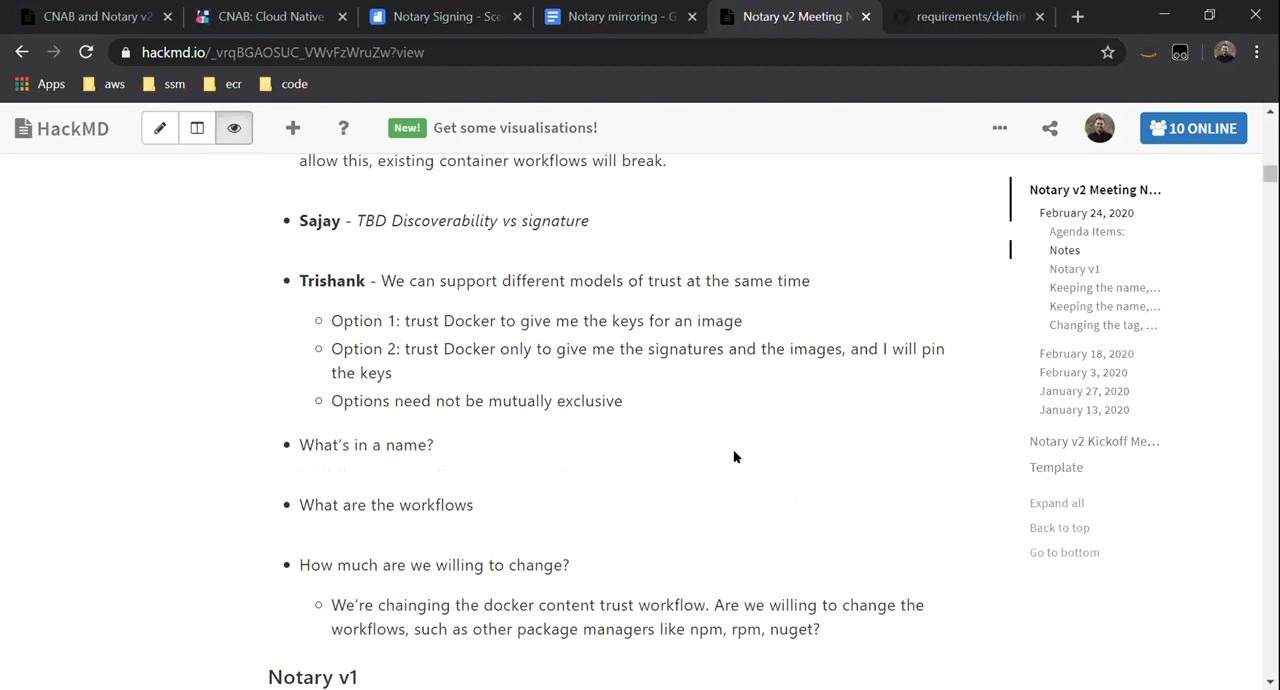 CNAB and Notary v2
CNAB: Cloud Native
Notary Signing - Sce
Notary mirroring - G
Notary v2 Meeting N
requirements/definit
hackmd.io/_vrqBGAOSUC_VWvFzWruZw?view
Apps
aws
ssm
ecr
code
HackMD
New!
Get some visualisations!
10 ONLINE
allow this, existing container workflows will break.
Sajay - TBD Discoverability vs signature
Trishank - We can support different models of trust at the same time
Option 1: trust Docker to give me the keys for an image
Option 2: trust Docker only to give me the signatures and the images, and I will pin
the keys
Options need not be mutually exclusive
What's in a name?
What are the workflows
How much are we willing to change?
We're chainging the docker content trust workflow. Are we willing to change the
workflows, such as other package managers like npm, rpm, nuget?
Notary v1
Notary v2 Meeting N...
February 24, 2020
Agenda Items:
Notes
Notary v1
Keeping the name,...
Keeping the name,...
Changing the tag, ...
February 18, 2020
February 3, 2020
January 27, 2020
January 13, 2020
Notary v2 Kickoff Me...
Template
Expand all
Back to top
Go to bottom